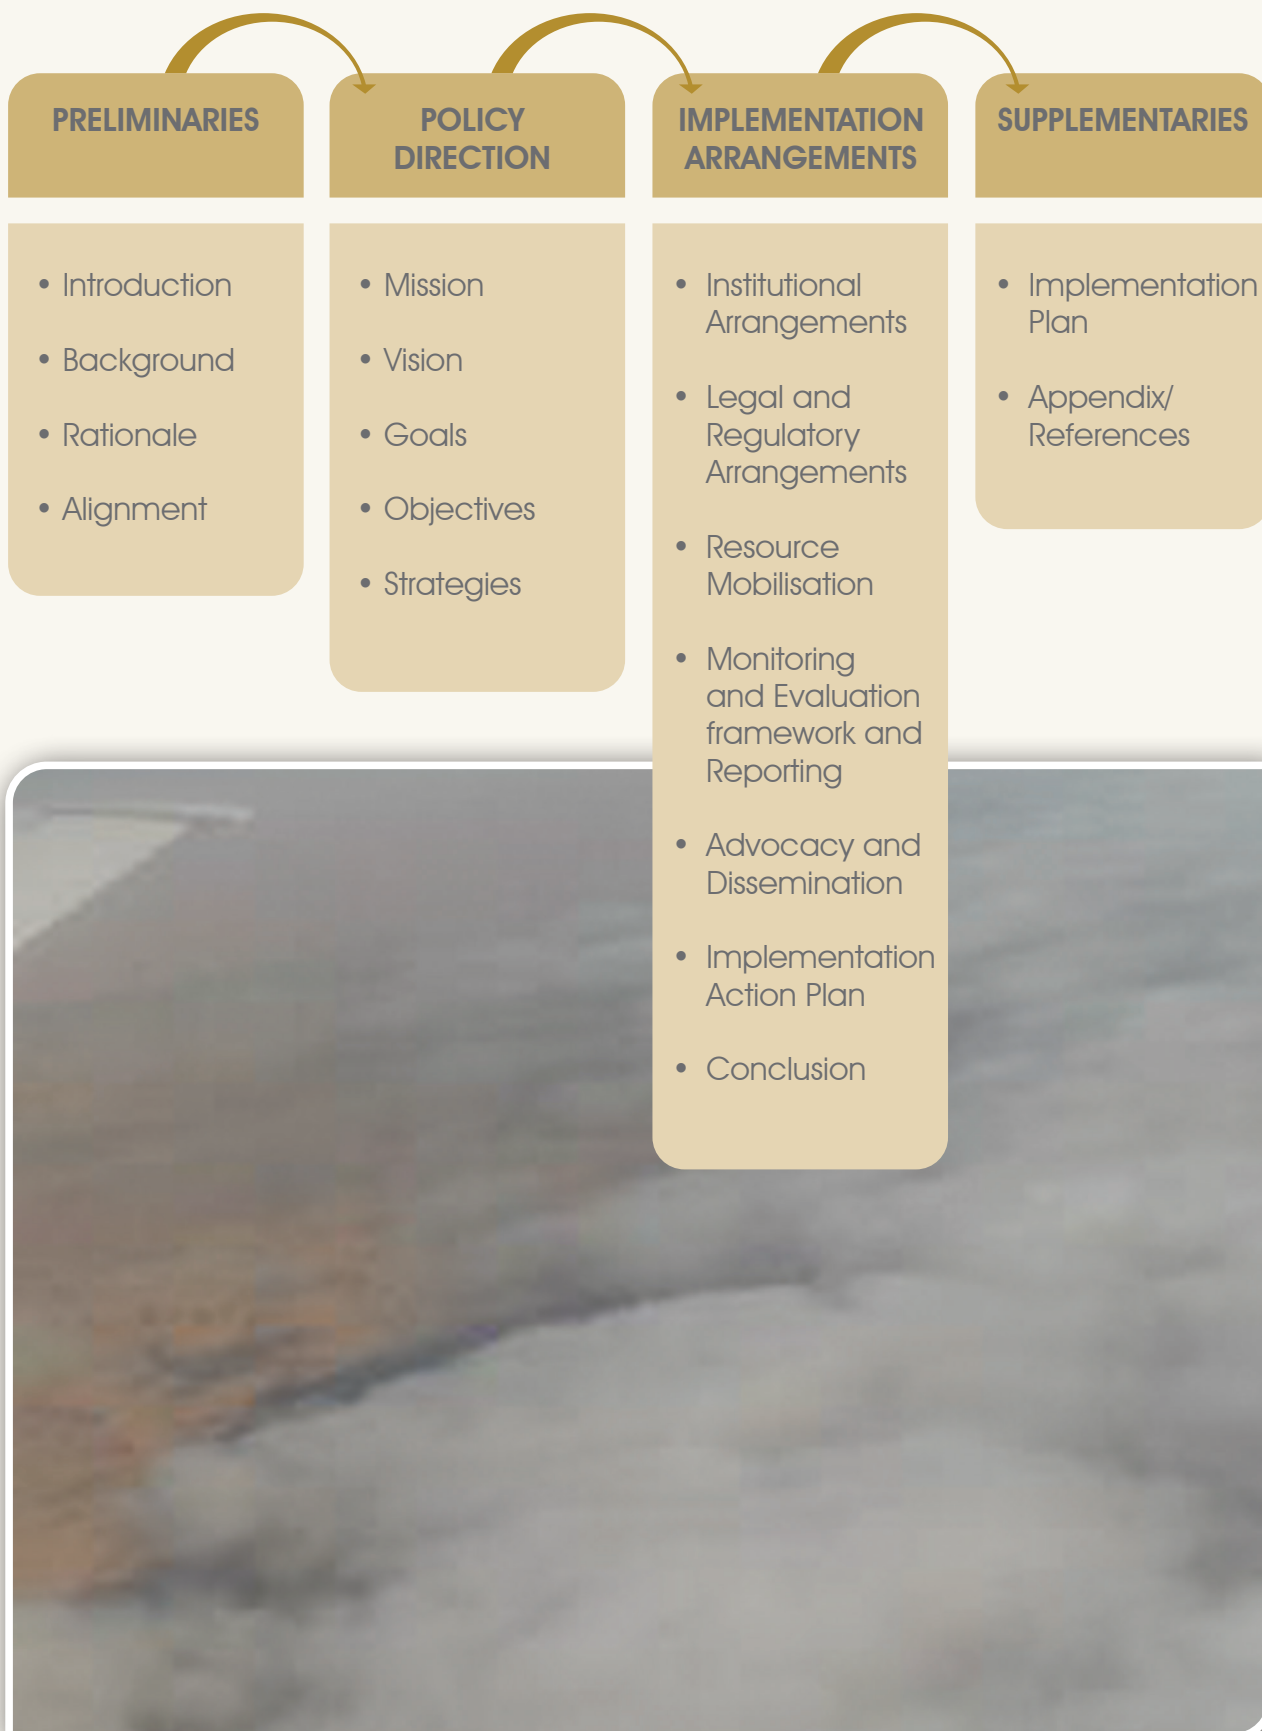 PRELIMINARIES
• Introduction
• Background
• Rationale
• Alignment
POLICY
DIRECTION
• Mission
• Vision
• Goals
• Objectives
• Strategies
IMPLEMENTATION
ARRANGEMENTS
• Institutional
Arrangements
• Legal and
Regulatory
Arrangements
• Resource
Mobilisation
• Monitoring
and Evaluation
framework and
Reporting
• Advocacy and
Dissemination
• Implementation
Action Plan
• Conclusion
SUPPLEMENTARIES
• Implementation
Plan
• Appendix/
References